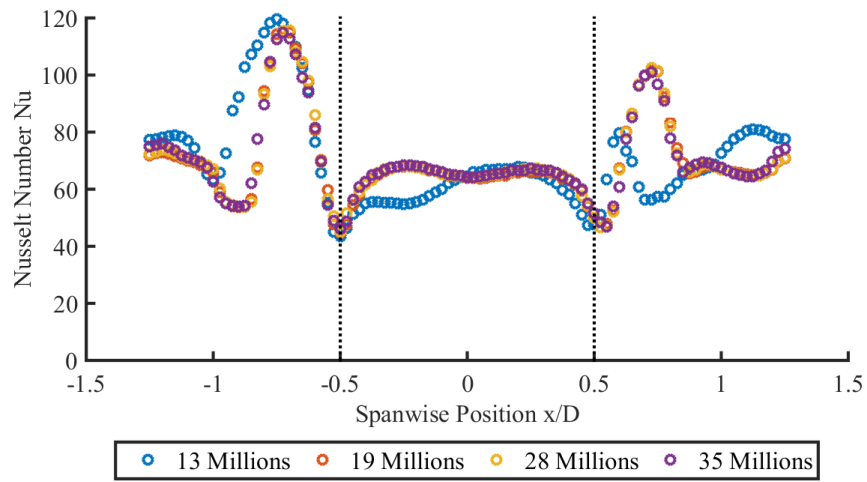 Nusselt Number Nu
120
100
80
60
40
20
0
-1.5 -1 -0.5 0 0.5 1 1.5
Spanwise Position x/D
13 Millions 19 Millions 28 Millions 35 Millions